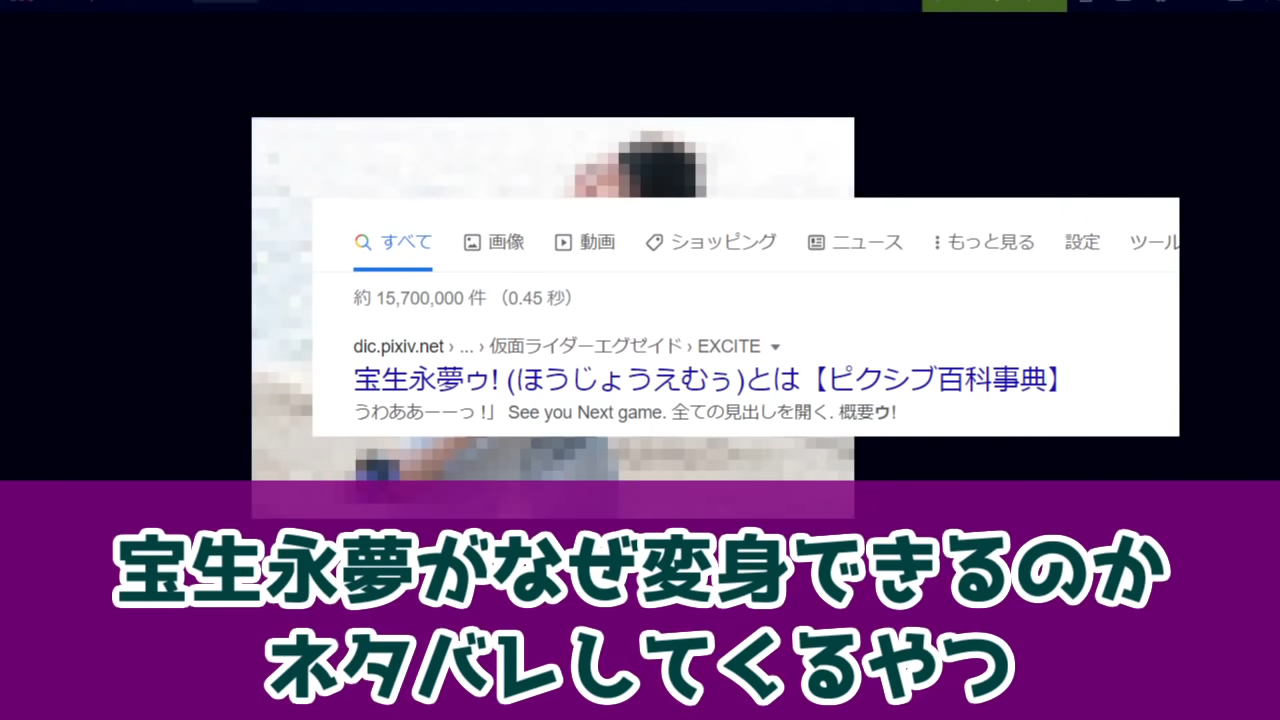 すべて 画像 動画 ショッピング ニュース もっと見る 設定 ツール
約 15,700,000 件 （0.45 秒）
dic.pixiv.net › ... › 仮面ライダーエグゼイド › EXCITE
宝生永夢ゥ! (ほうじょうえむぅ)とは【ピクシブ百科事典】
うわああーーっ！」 See you Next game. 全ての見出しを開く. 概要ゥ!
宝生永夢がなぜ変身できるのか
ネタバレしてくるやつ